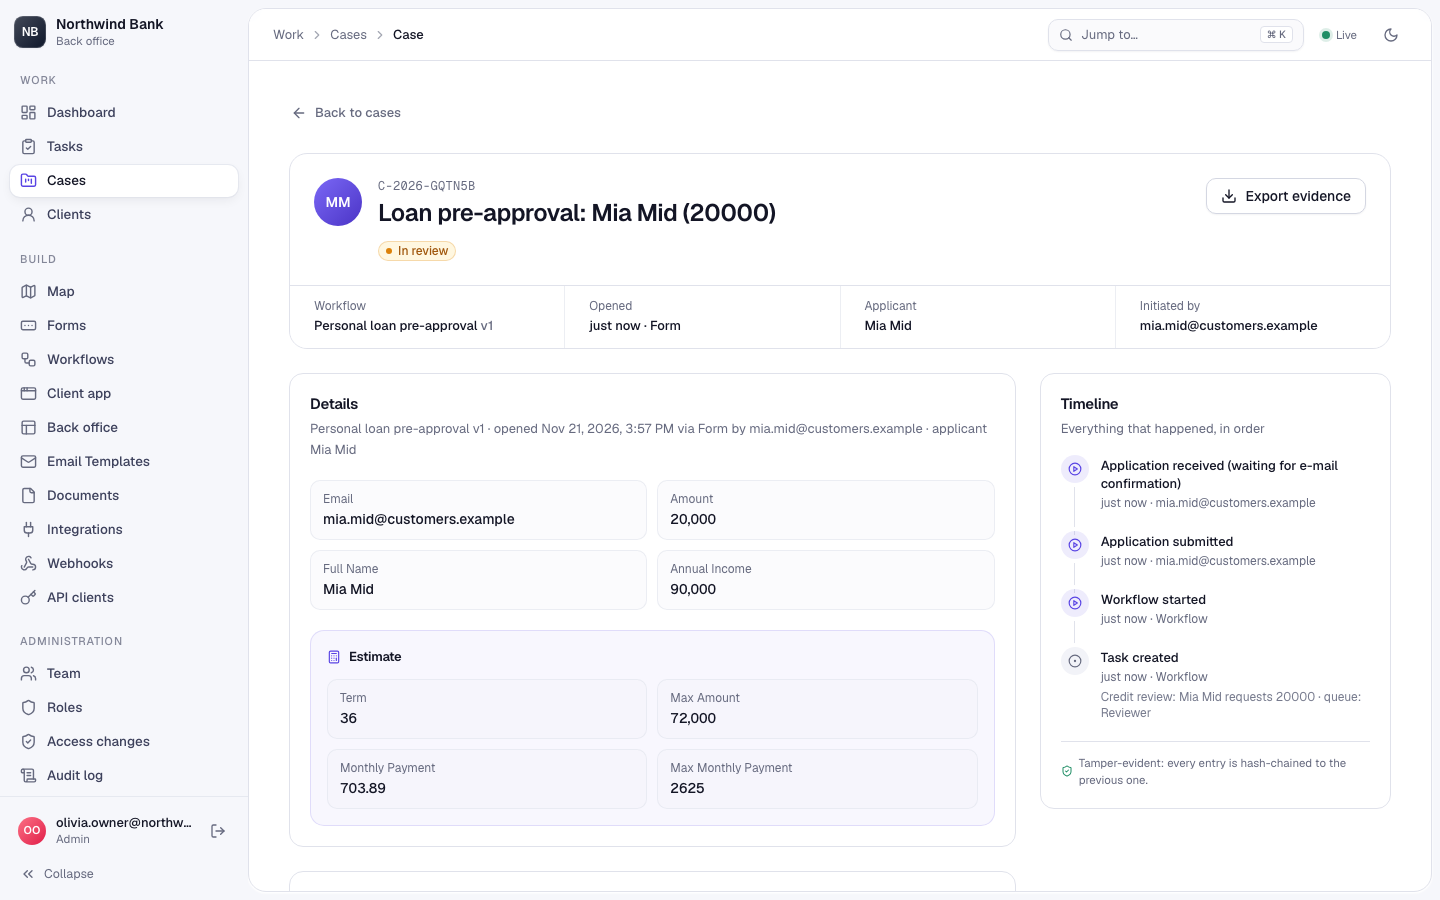 NB
Northwind Bank
Back office
WORK
Dashboard
Tasks
Cases
Clients
BUILD
Map
Forms
Workflows
Client app
Back office
Email Templates
Documents
Integrations
Webhooks
API clients
ADMINISTRATION
Team
Roles
Access changes
Audit log
OO
olivia.owner@northw...
Admin
Collapse
Work > Cases > Case
Jump to...
⌘ K
Live
Back to cases
MM
C-2026-GQTN5B
Loan pre-approval: Mia Mid (20000)
In review
Export evidence
Workflow
Personal loan pre-approval v1
Opened
just now · Form
Applicant
Mia Mid
Initiated by
mia.mid@customers.example
Details
Personal loan pre-approval v1 · opened Nov 21, 2026, 3:57 PM via Form by mia.mid@customers.example · applicant
Mia Mid
Email
mia.mid@customers.example
Amount
20,000
Full Name
Mia Mid
Annual Income
90,000
Estimate
Term
36
Max Amount
72,000
Monthly Payment
703.89
Max Monthly Payment
2625
Timeline
Everything that happened, in order
Application received (waiting for e-mail
confirmation)
just now · mia.mid@customers.example
Application submitted
just now · mia.mid@customers.example
Workflow started
just now · Workflow
Task created
just now · Workflow
Credit review: Mia Mid requests 20000 · queue:
Reviewer
Tamper-evident: every entry is hash-chained to the
previous one.